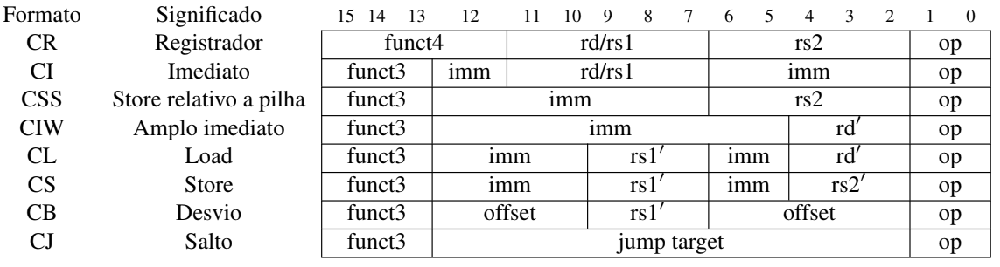 Formato Significado 15 14 13 12 11 10 9 8 7 6 5 4 3 2 1 0
CR Registrador funct4 rd/rs1 rs2 op
CI Imediato funct3 imm rd/rs1 imm op
CSS Store relativo a pilha funct3 imm rs2 op
CIW Amplo imediato funct3 imm rd′ op
CL Load funct3 imm rs1′ imm rd′ op
CS Store funct3 imm rs1′ imm rs2′ op
CB Desvio funct3 offset rs1′ offset op
CJ Salto funct3 jump target op